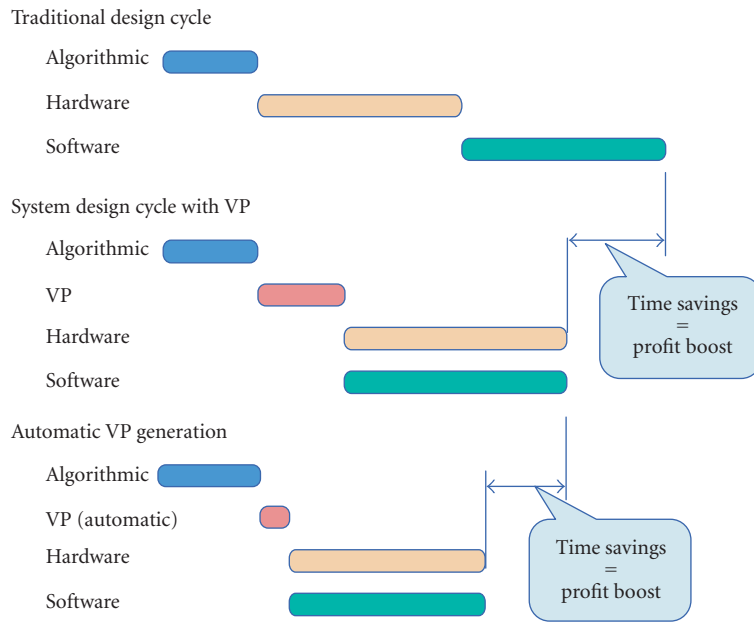 Traditional design cycle
Algorithmic
Hardware
Software
System design cycle with VP
Algorithmic
VP
Hardware
Software
Time savings
=
profit boost
Automatic VP generation
Algorithmic
VP (automatic)
Hardware
Software
Time savings
=
profit boost